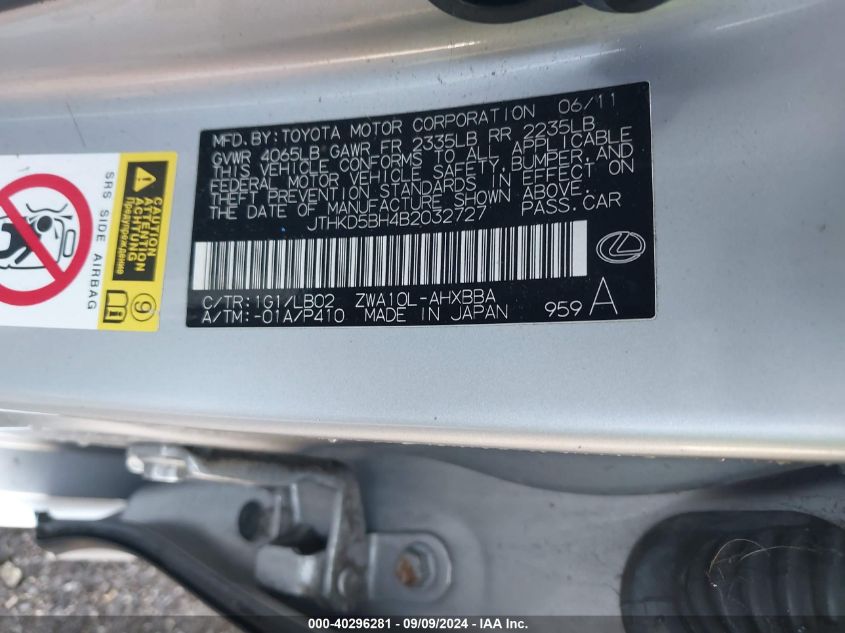 MFD. BY: TOYOTA MOTOR CORPORATION 06/11
GVWR 4065LB GAWR FR 2335LB RR 2235LB
THIS VEHICLE CONFORMS TO ALL APPLICABLE
FEDERAL MOTOR VEHICLE SAFETY, BUMPER, AND
THEFT PREVENTION STANDARDS IN EFFECT ON
THE DATE OF MANUFACTURE SHOWN ABOVE.
JTHKD5BH4B2032727 PASS. CAR
C/TR: 1G1/LB02 ZWA10L-AHXBBA
A/TM: -01A/P410 MADE IN JAPAN 959 A
SRS SIDE AIRBAG
CAUTION
ATTENTION
ACHTUNG
Предупреждение
9
000-40296281 - 09/09/2024 - © IAA, Inc.